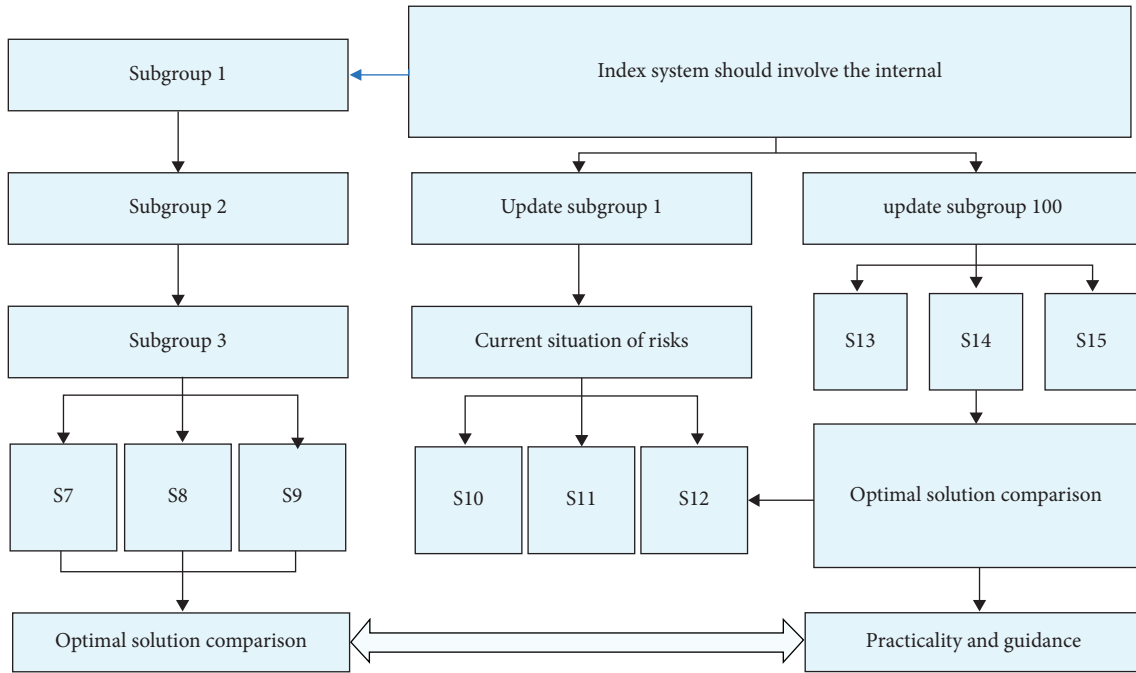 Subgroup 1
Index system should involve the internal
Subgroup 2
Update subgroup 1
update subgroup 100
Subgroup 3
Current situation of risks
S13
S14
S15
S7
S8
S9
S10
S11
S12
Optimal solution comparison
Optimal solution comparison
Practicality and guidance